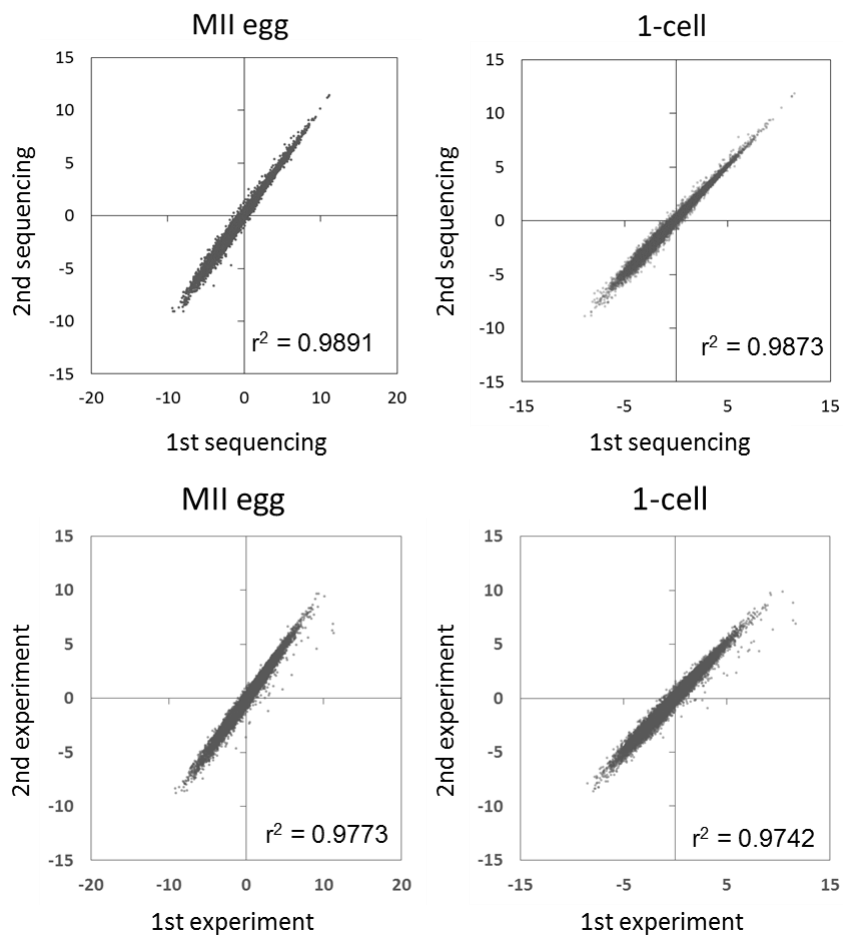 MII egg
15
10
5
0
-5
-10
-15
-20
-10
0
10
20
2nd sequencing
1st sequencing
r² = 0.9891
1-cell
15
10
5
0
-5
-10
-15
-15
-5
5
15
2nd sequencing
1st sequencing
r² = 0.9873
MII egg
15
10
5
0
-5
-10
-15
-20
-10
0
10
20
2nd experiment
1st experiment
r² = 0.9773
1-cell
15
10
5
0
-5
-10
-15
-15
-5
5
15
2nd experiment
1st experiment
r² = 0.9742